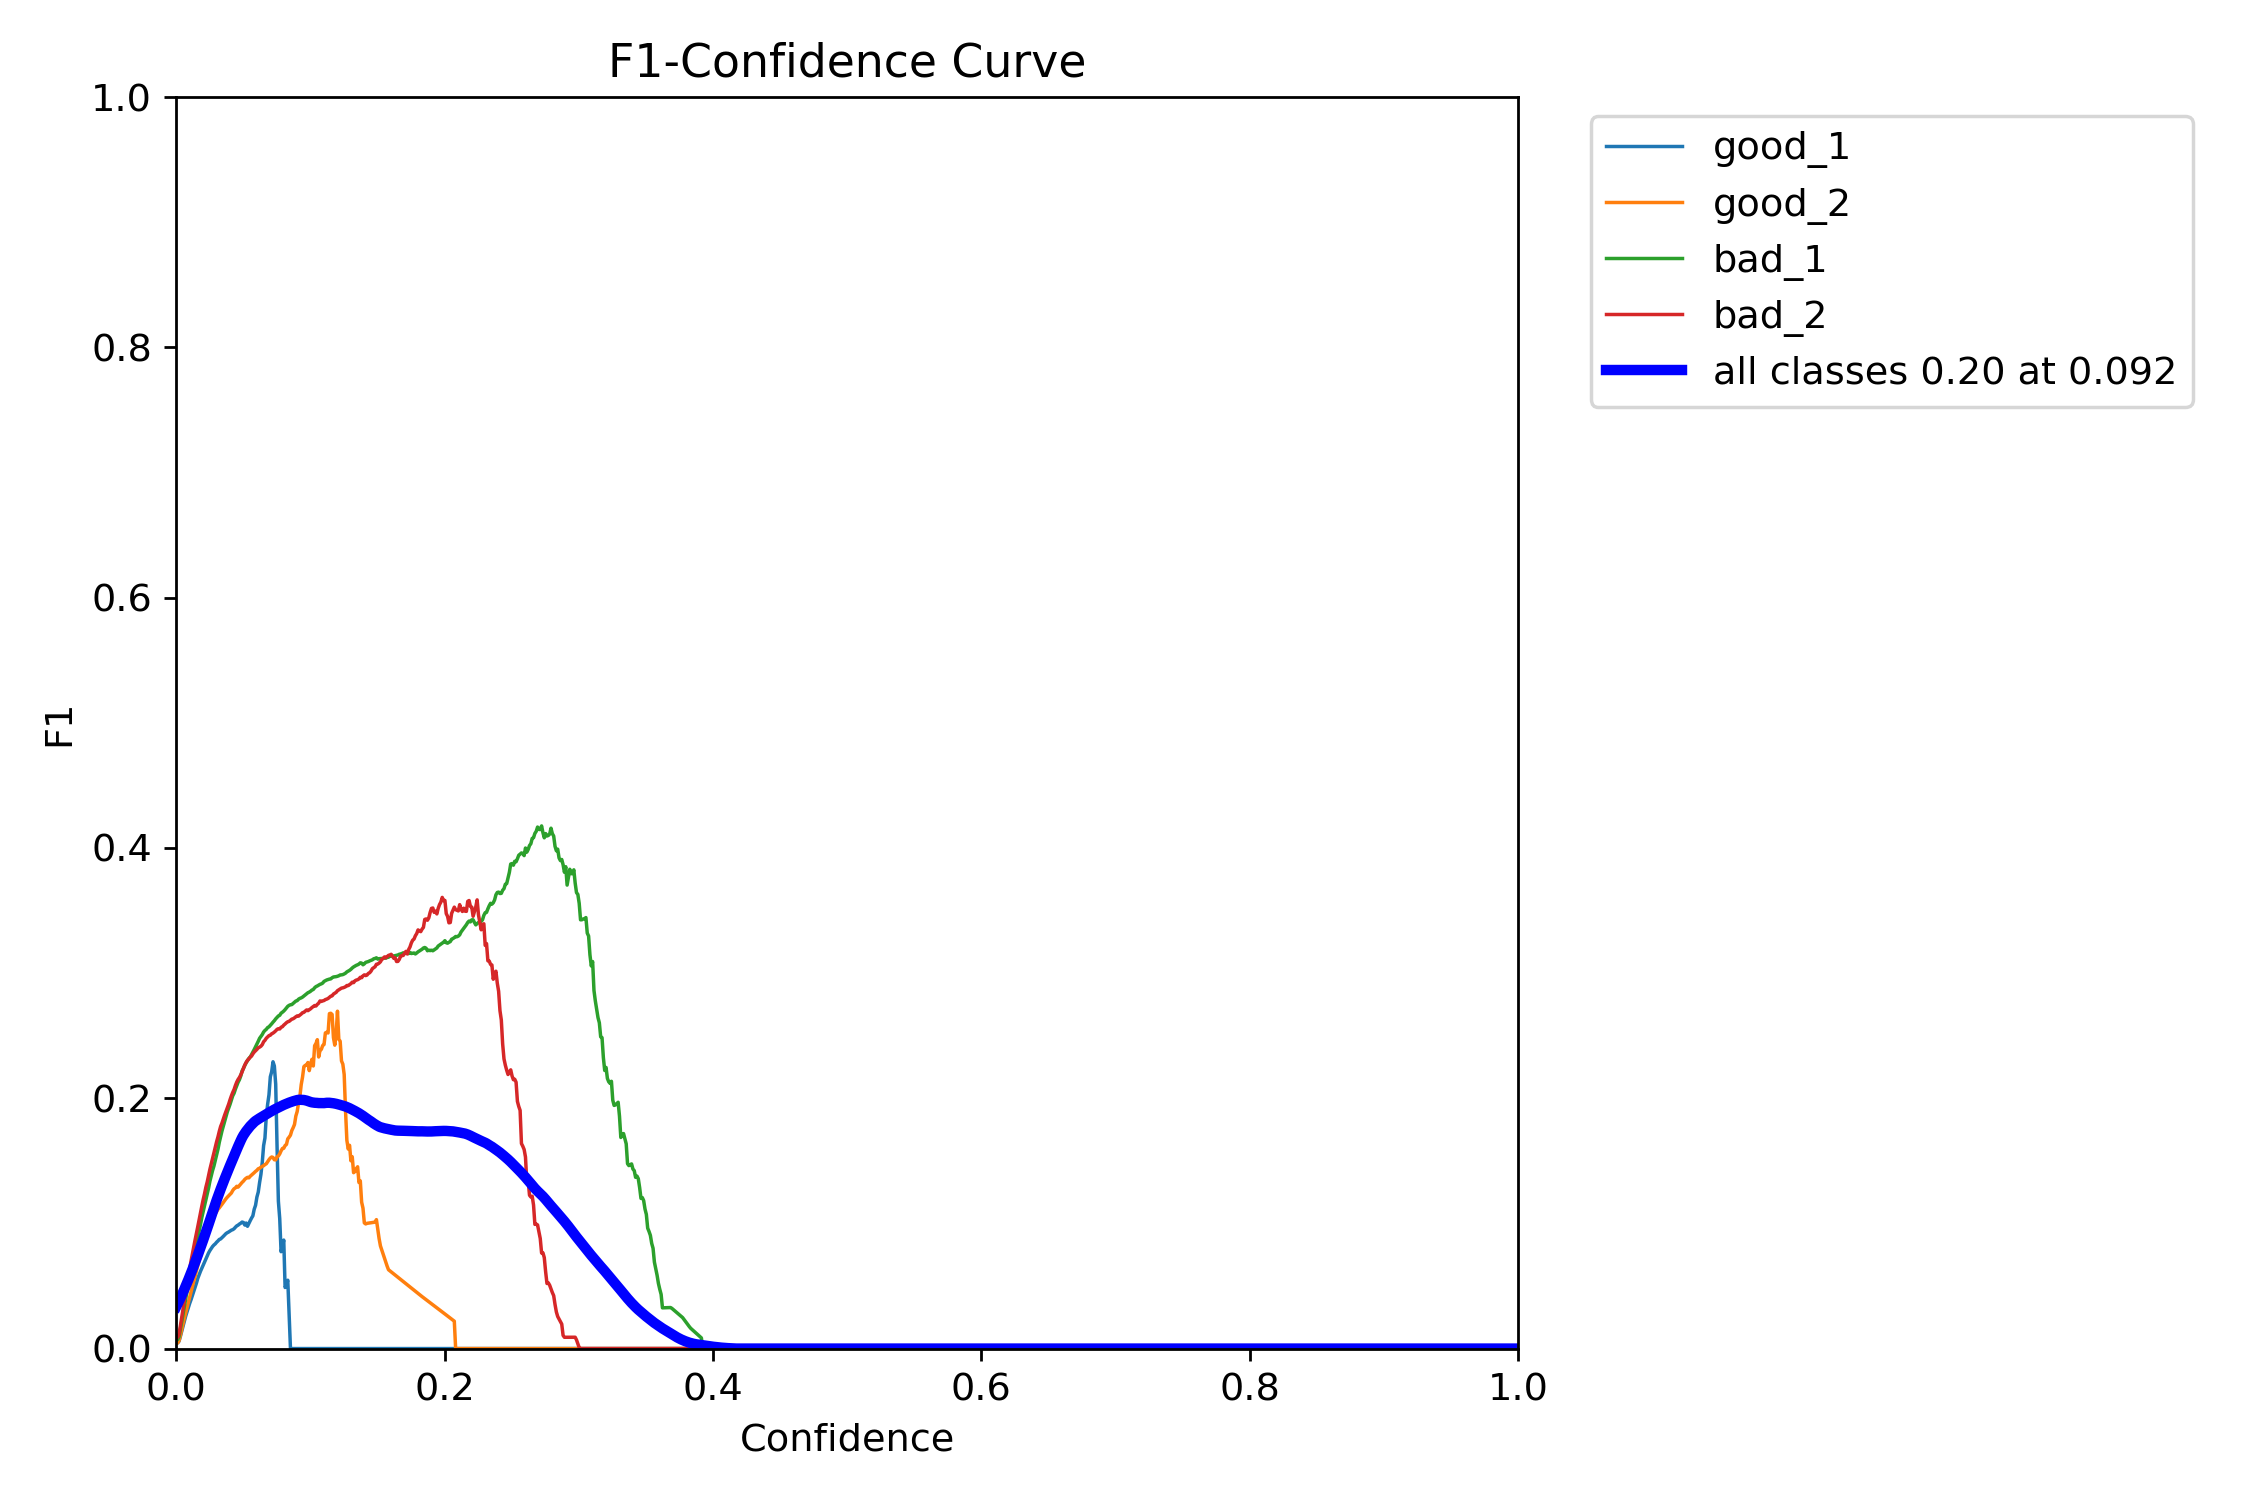 F1-Confidence Curve
1.0
0.8
0.6
0.4
0.2
0.0
F1
0.0 0.2 0.4 0.6 0.8 1.0
Confidence
good_1
good_2
bad_1
bad_2
all classes 0.20 at 0.092